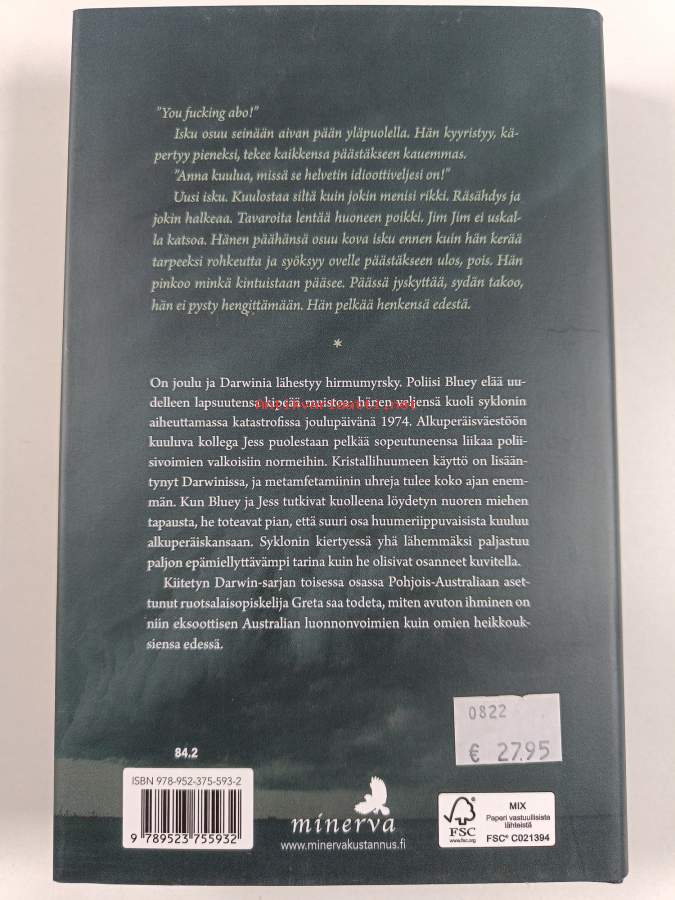 "You fucking abo!"
Isku osuu seinään aivan pään yläpuolella. Hän kyyristyy, kä-
pertyy pieneksi, tekee kaikkensa päästäkseen kauemmas.
"Anna kuulua, missä se helvetin idioottiveljesi on!"
Uusi isku. Kuulostaa siltä kuin jokin menisi rikki. Räsähdys ja
jokin halkeaa. Tavaroita lentää huoneen poikki. Jim Jim ei uskal-
la katsoa. Hänen päähänsä osuu kova isku ennen kuin hän kerää
tarpeeksi rohkeutta ja syöksyy ovelle päästäkseen ulos, pois. Hän
pinkoo minkä kintuistaan pääsee. Päässä jyskyttää, sydän takoo,
hän ei pysty hengittämään. Hän pelkää henkensä edestä.
*
On joulu ja Darwinia lähestyy hirmumyrsky. Poliisi Bluey elää uu-
delleen lapsuutensa kipeää muistoa: hänen veljensä kuoli syklonin
aiheuttamassa katastrofissa joulupäivänä 1974. Alkuperäisväestöön
kuuluva kollega Jess puolestaan pelkää sopeutuneensa liikaa polii-
sivoimien valkoisiin normeihin. Kristallihuumeen käyttö on lisään-
tynyt Darwinissa, ja metamfetamiinin uhreja tulee koko ajan enem-
män. Kun Bluey ja Jess tutkivat kuolleena löydetyn nuoren miehen
tapausta, he toteavat pian, että suuri osa huumeriippuvaisista kuuluu
alkuperäiskansaan. Syklonin kiertyessä yhä lähemmäksi paljastuu
paljon epämiellyttävämpi tarina kuin he olisivat osanneet kuvitella.
Kiitetyn Darwin-sarjan toisessa osassa Pohjois-Australiaan aset-
tunut ruotsalaisopiskelija Greta saa todeta, miten avuton ihminen on
niin eksoottisen Australian luonnonvoimien kuin omien heikkouk-
siensa edessä.
0822
€ 27.95
84.2
ISBN 978-952-375-593-2
9 789523 755932
minerva
www.minervakustannus.fi
FSC
www.fsc.org
MIX
Paperi vastuullisista
lähteistä
FSC® C021394